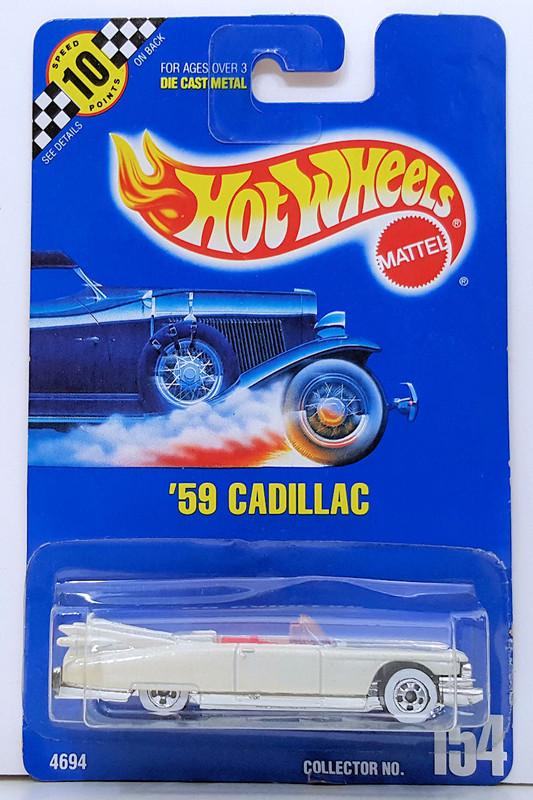 SPEED
10
POINTS
ON BACK
SEE DETAILS
FOR AGES OVER 3
DIE CAST METAL
HOT WHEELS
®
MATTEL
®
'59 CADILLAC
4694
COLLECTOR NO.
154